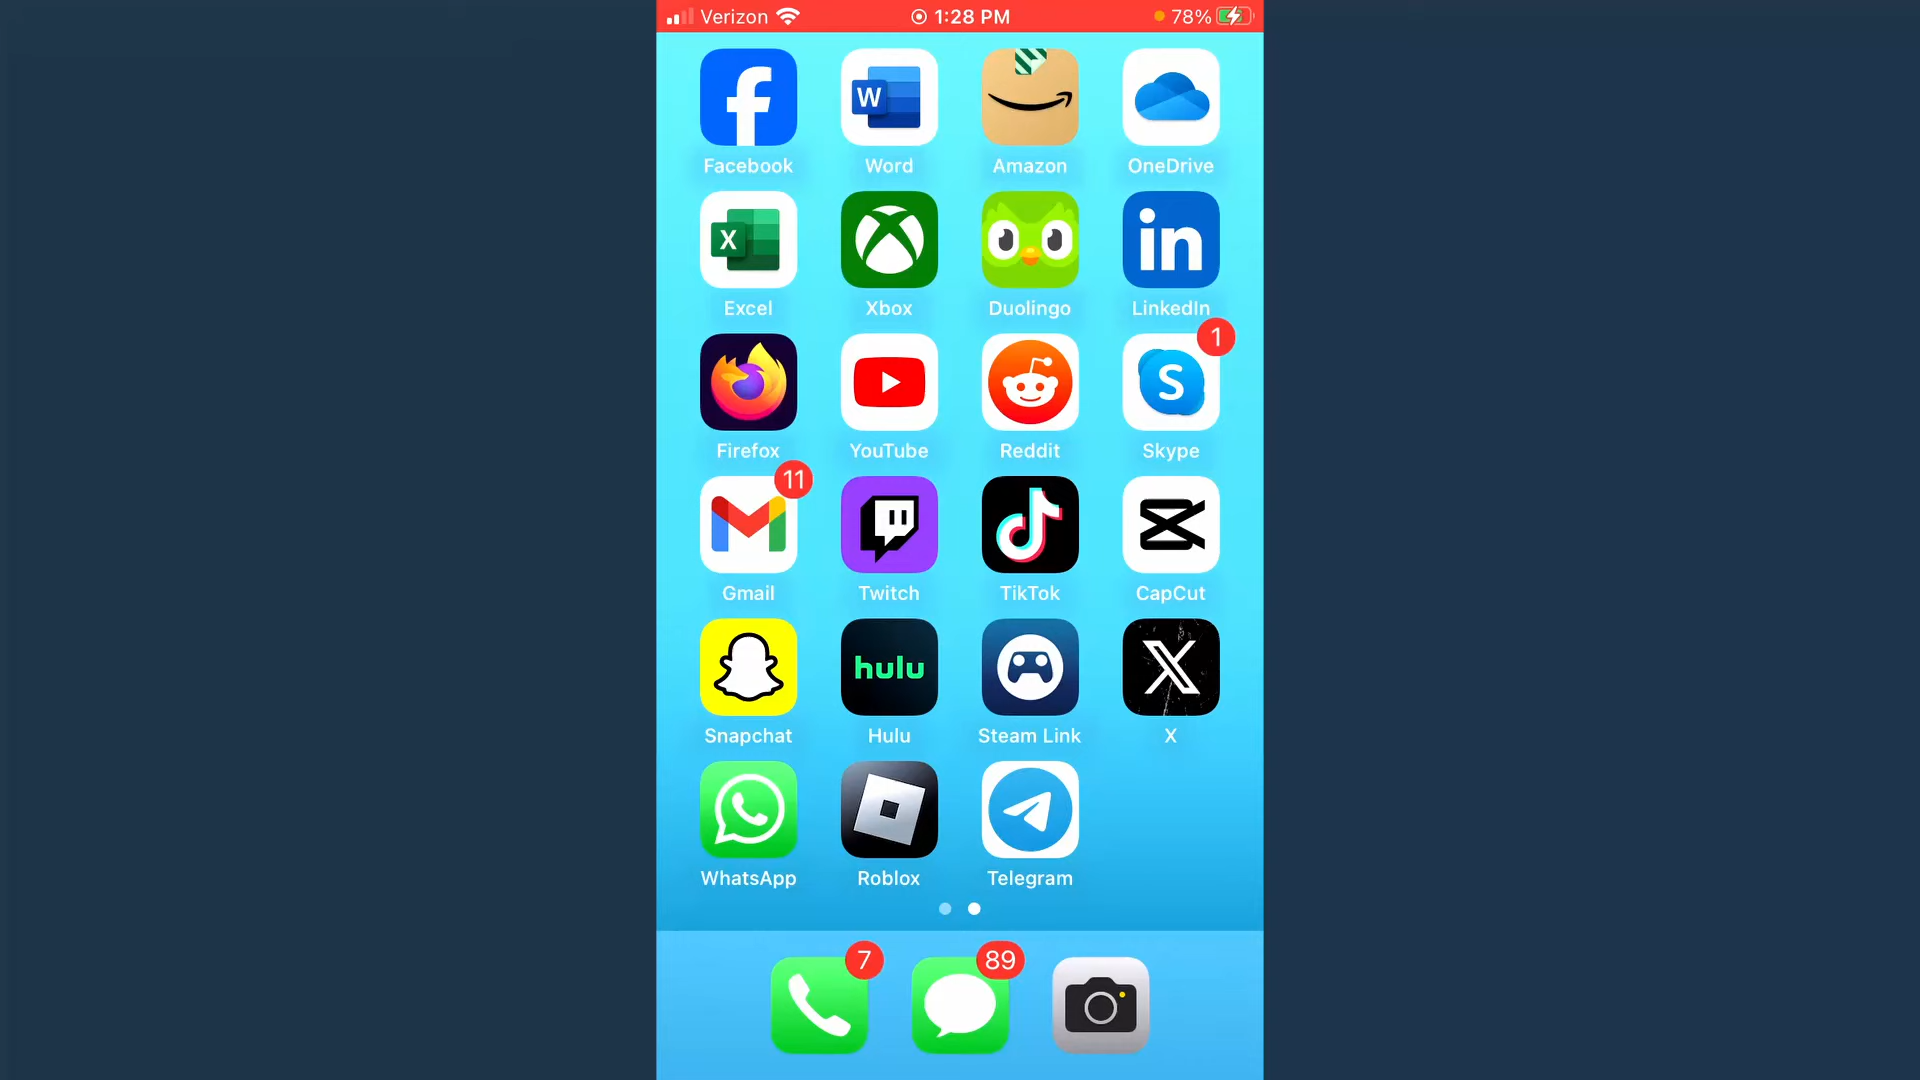 Verizon 1:28 PM 78%
Facebook Word Amazon OneDrive
W
X
in
Excel Xbox Duolingo LinkedIn
1
S
Firefox YouTube Reddit Skype
11
Gmail Twitch TikTok CapCut
hulu
Snapchat Hulu Steam Link X
WhatsApp Roblox Telegram
7 89